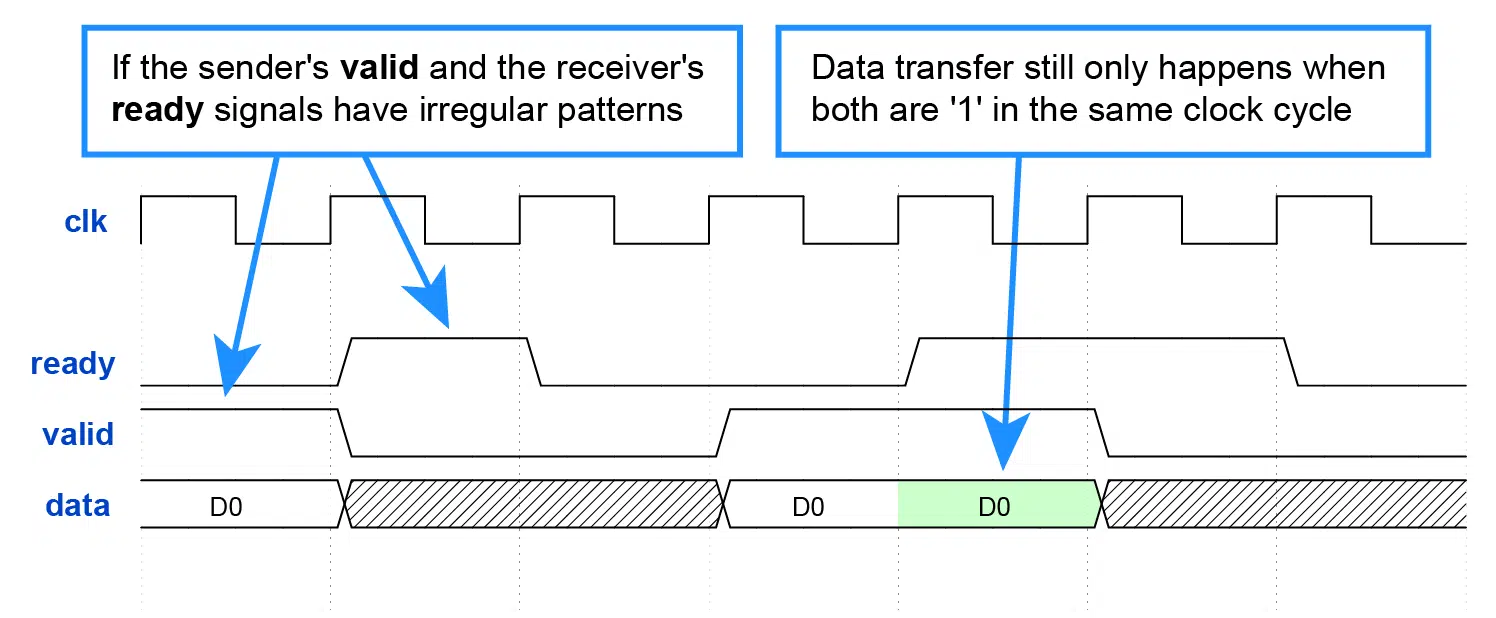 If the sender's valid and the receiver's
ready signals have irregular patterns
Data transfer still only happens when
both are '1' in the same clock cycle
clk
ready
valid
data
D0
D0
D0